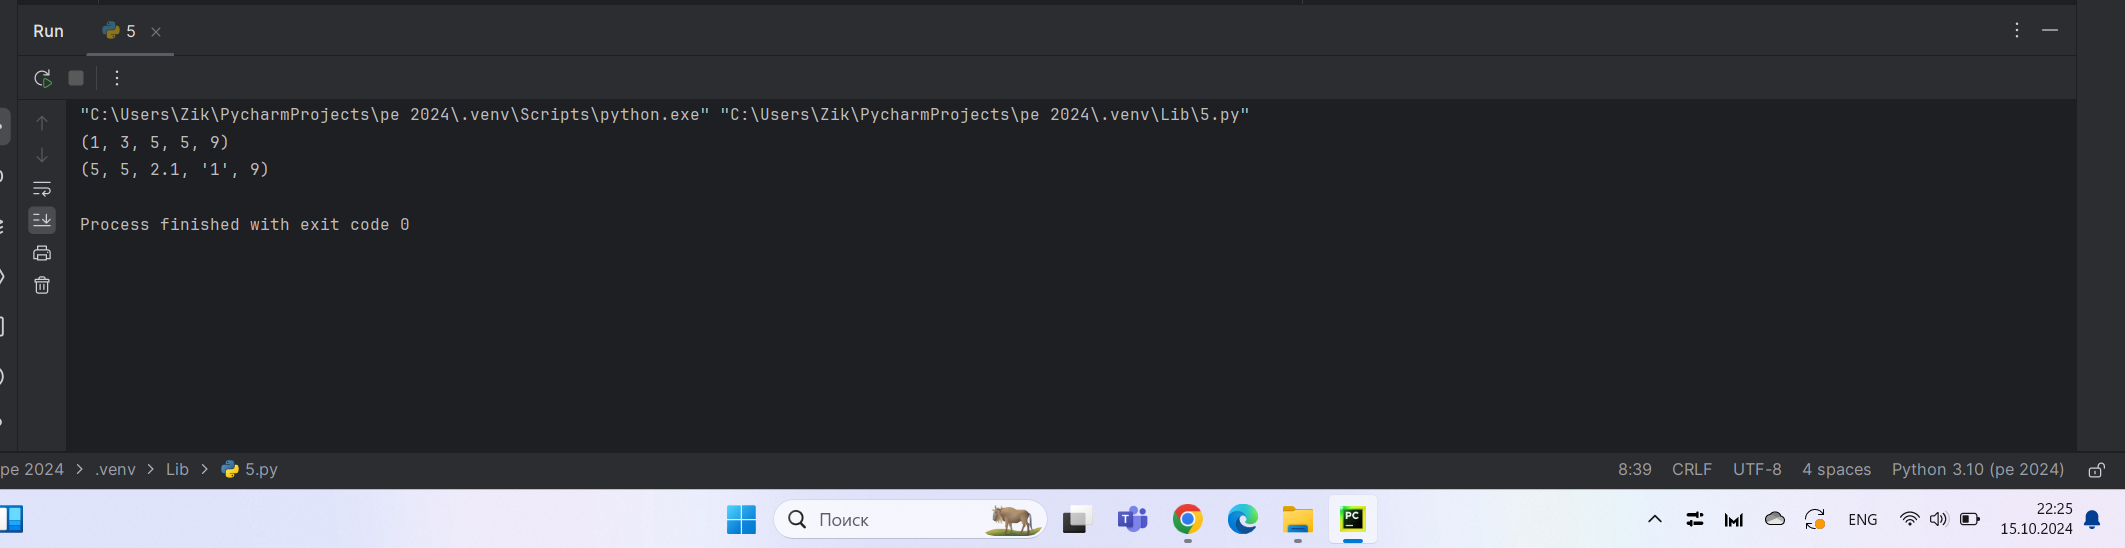 Run 5
"C:\Users\Zik\PycharmProjects\pe 2024\.venv\Scripts\python.exe" "C:\Users\Zik\PycharmProjects\pe 2024\.venv\Lib\5.py"
(1, 3, 5, 5, 9)
(5, 5, 2.1, '1', 9)
Process finished with exit code 0
pe 2024 > .venv > Lib > 5.py 8:39 CRLF UTF-8 4 spaces Python 3.10 (pe 2024)
Поиск PC ENG 22:25
15.10.2024